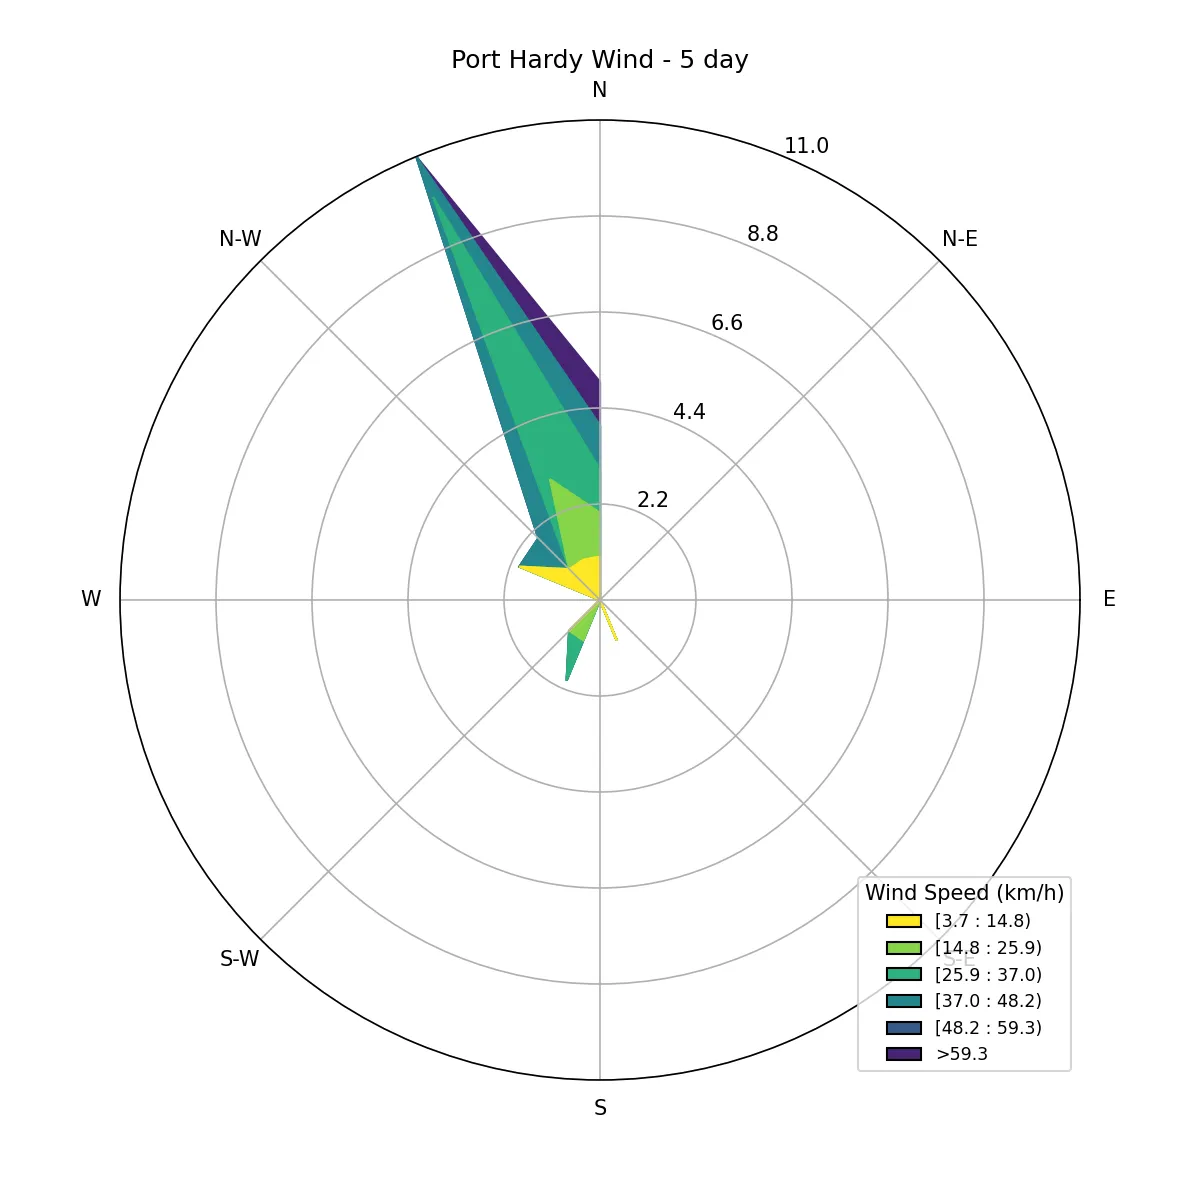 Port Hardy Wind - 5 day
N
11.0
N-W
N-E
8.8
6.6
4.4
2.2
W
E
S-W
S-E
S
Wind Speed (km/h)
[3.7 : 14.8)
[14.8 : 25.9)
[25.9 : 37.0)
[37.0 : 48.2)
[48.2 : 59.3)
>59.3